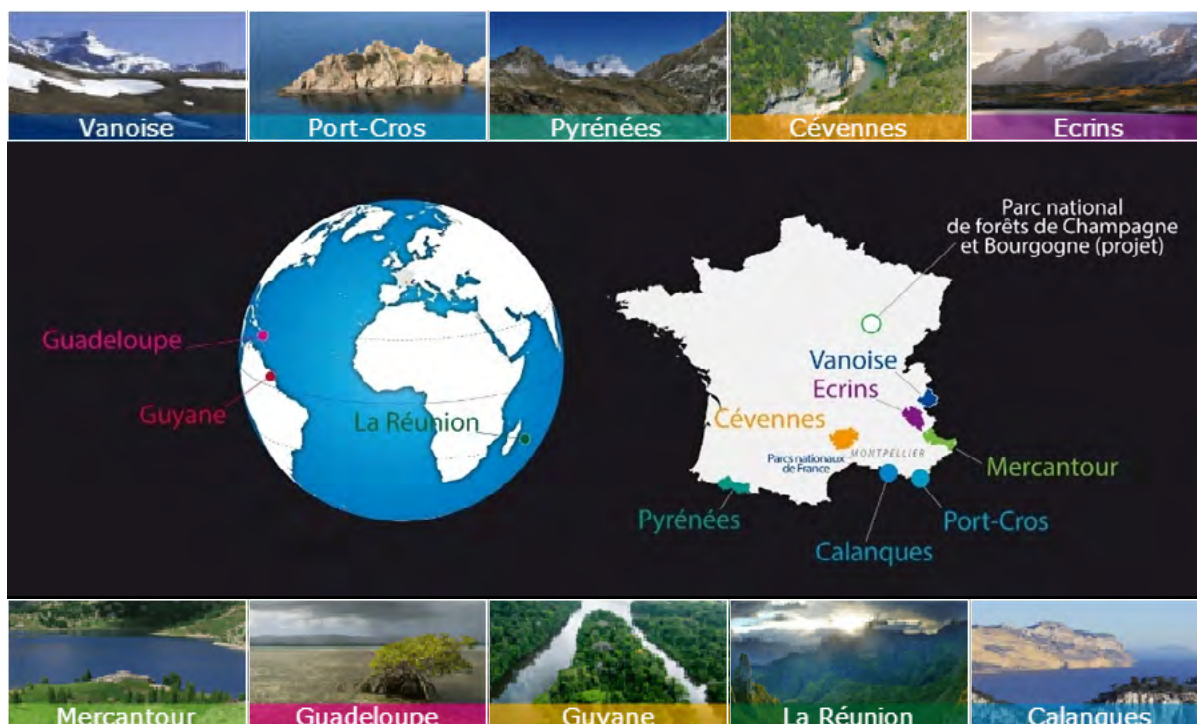 Vanoise
Port-Cros
Pyrénées
Cévennes
Ecrins
Parc national
de forêts de Champagne
et Bourgogne (projet)
Guadeloupe
Guyane
La Réunion
Vanoise
Ecrins
Cévennes
MONTPELLIER
Parcs nationaux
de France
Mercantour
Pyrénées
Port-Cros
Calanques
Mercantour
Guadeloupe
Guyane
La Réunion
Calanques